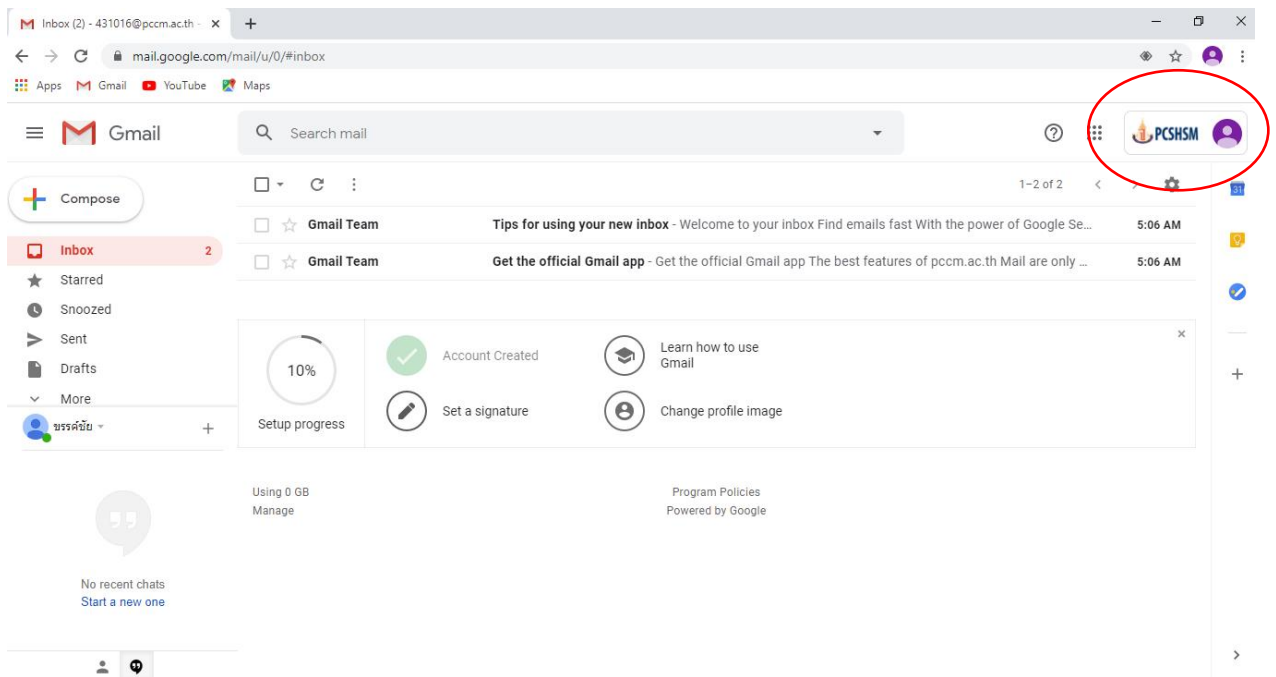 Inbox (2) - 431016@pccm.ac.th -
mail.google.com/mail/u/0/#inbox
Apps Gmail YouTube Maps
Gmail Search mail PCSHSM
Compose
1–2 of 2
31
Gmail Team Tips for using your new inbox - Welcome to your inbox Find emails fast With the power of Google Se... 5:06 AM
Inbox 2
Gmail Team Get the official Gmail app - Get the official Gmail app The best features of pccm.ac.th Mail are only ... 5:06 AM
Starred
Snoozed
Sent
Drafts
More
ขรรค์ชัย
10%
Setup progress
Account Created
Learn how to use
Gmail
Set a signature
Change profile image
Using 0 GB
Manage
Program Policies
Powered by Google
No recent chats
Start a new one